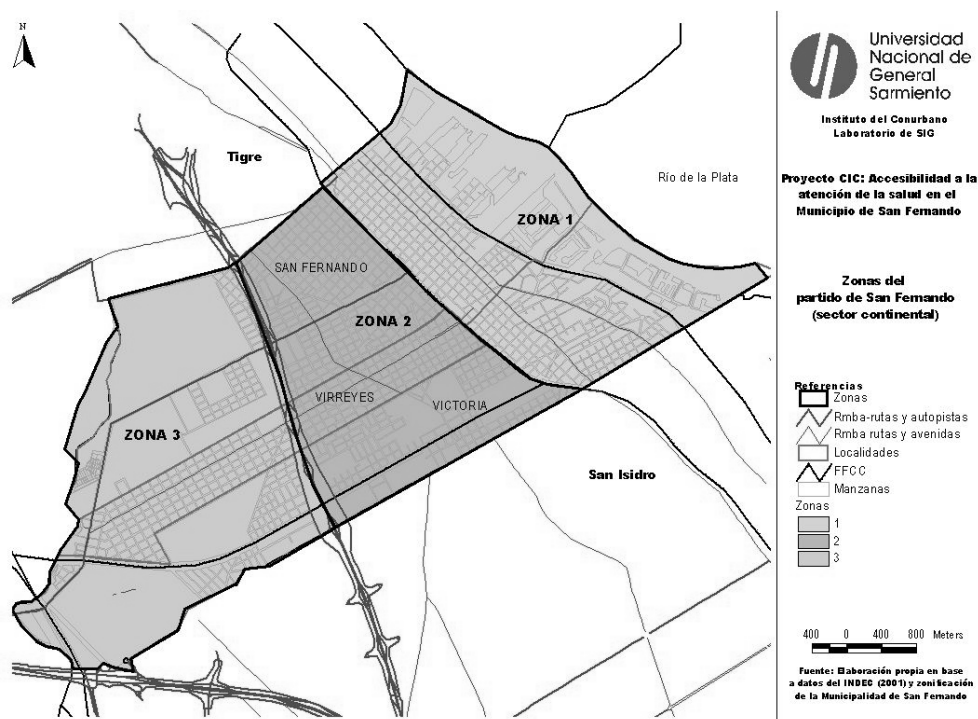 N
Tigre
Río de la Plata
ZONA 1
SAN FERNANDO
ZONA 2
VIRREYES
VICTORIA
ZONA 3
San Isidro
Universidad
Nacional de
General
Sarmiento
Instituto del Conurbano
Laboratorio de SIG
Proyecto CIC: Accesibilidad a la
atención de la salud en el
Municipio de San Fernando
Zonas del
partido de San Fernando
(sector continental)
Referencias
Zonas
Rmba-rutas y autopistas
Rmba rutas y avenidas
Localidades
FFCC
Manzanas
Zonas
1
2
3
400 0 400 800 Meters
Fuente: Elaboración propia en base
a datos del INDEC (2001) y zonificación
de la Municipalidad de San Fernando